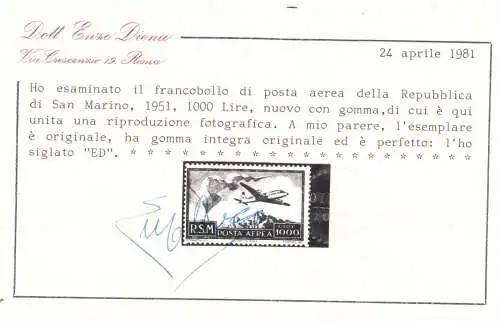 Dott. Enzo Diena
Via Crescenzio 19, Roma
24 aprile 1981
Ho esaminato il francobollo di posta aerea della Repubblica
di San Marino, 1951, 1000 Lire, nuovo con gomma,di cui è qui
unita una riproduzione fotografica. A mio parere, l'esemplare
è originale, ha gomma integra originale ed è perfetto: l'ho
siglato "ED". * * * * * * * * * * * * * * * * * * * * *
R.S.M. POSTA AEREA LIRE 1000